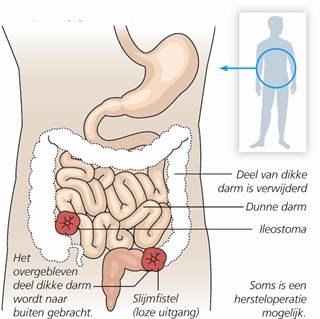 Deel van dikke
darm is verwijderd
Dunne darm
Ileostoma
Het
overgebleven
deel dikke darm
wordt naar
buiten gebracht.
Slijmfistel
(loze uitgang)
Soms is een
hersteloperatie
mogelijk.